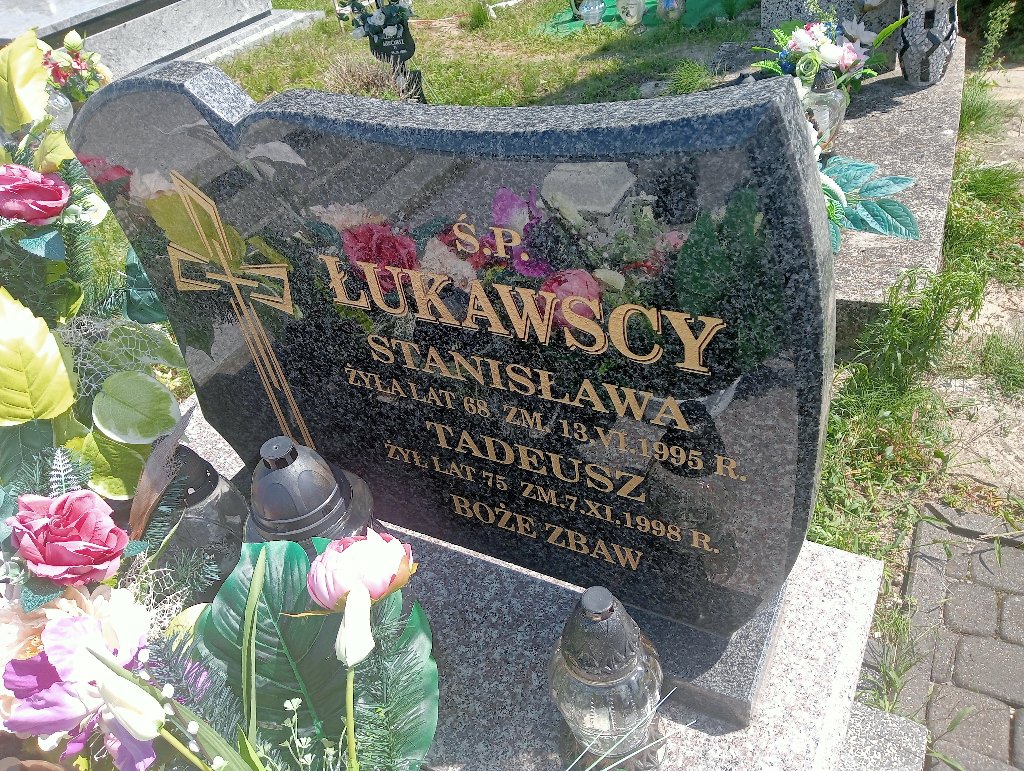 Ś.P.
ŁUKAWSCY
STANISŁAWA
ŻYŁA LAT 68 ZM. 13.VI.1995 R.
TADEUSZ
ŻYŁ LAT 75 ZM.7.XI.1998 R.
BOŻE ZBAW